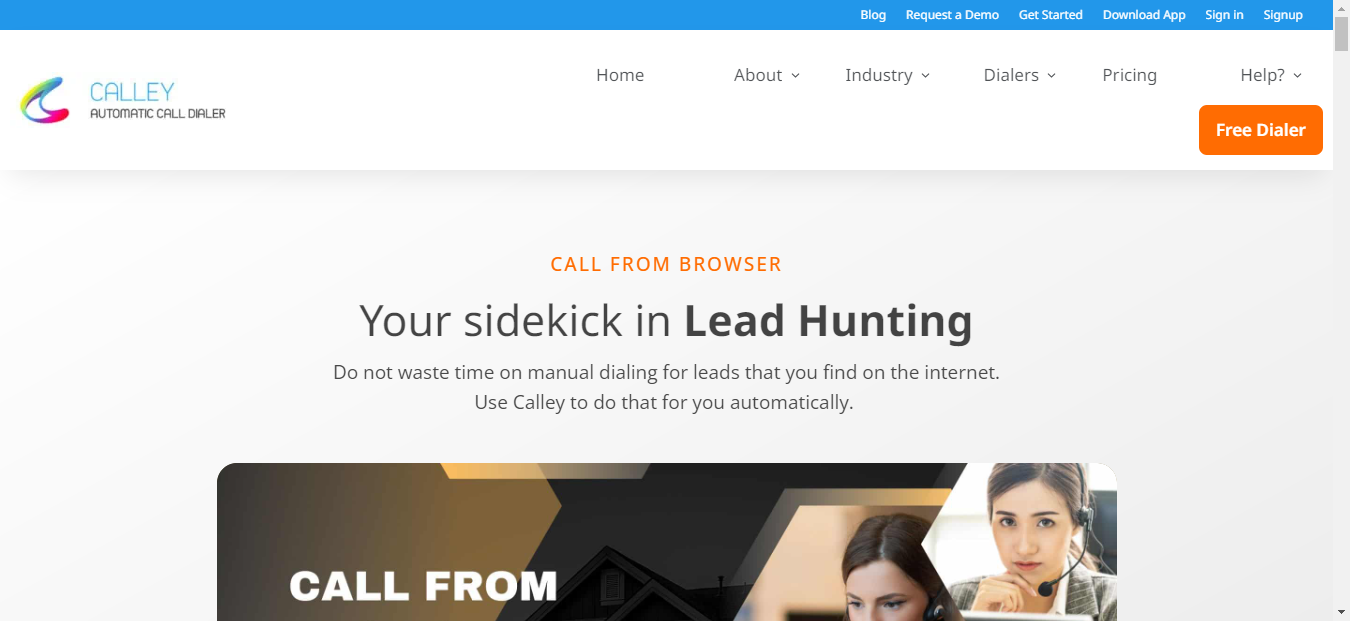 Blog Request a Demo Get Started Download App Sign in Signup
Home About Industry Dialers Pricing Help?
CALLEY
AUTOMATIC CALL DIALER
Free Dialer
CALL FROM BROWSER
Your sidekick in Lead Hunting
Do not waste time on manual dialing for leads that you find on the internet.
Use Calley to do that for you automatically.
CALL FROM